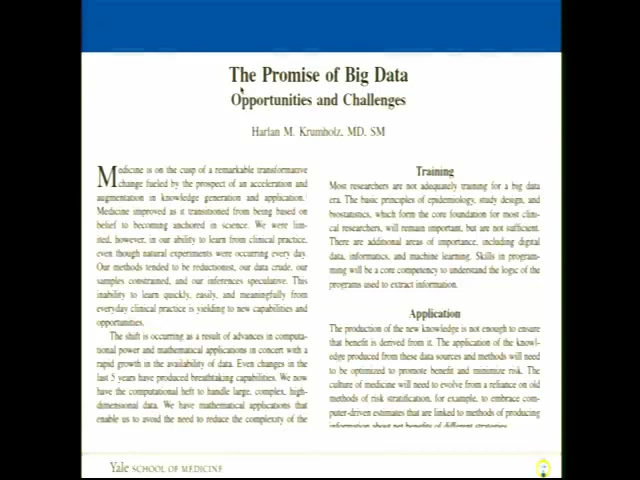 The Promise of Big Data
Opportunities and Challenges
Harlan M. Krumholz, MD, SM
Medicine is on the cusp of a remarkable transformative
change fueled by the prospect of an acceleration and
augmentation in knowledge generation and application.
Medicine improved as it transitioned from being based on
belief to becoming anchored in science. We were lim-
ited, however, in our ability to learn from clinical practice,
even though natural experiments were occurring every day.
Our methods tended to be reductionist, our data crude, our
samples constrained, and our inferences speculative. This
inability to learn quickly, easily, and meaningfully from
everyday clinical practice is yielding to new capabilities and
opportunities.
The shift is occurring as a result of advances in computa-
tional power and mathematical applications in concert with a
rapid growth in the availability of data. Even changes in the
last 5 years have produced breathtaking capabilities. We now
have the computational heft to handle large, complex, high-
dimensional data. We have mathematical applications that
enable us to avoid the need to reduce the complexity of the
Training
Most researchers are not adequately training for a big data
era. The basic principles of epidemiology, study design, and
biostatistics, which form the core foundation for most clini-
cal researchers, will remain important, but are not sufficient.
There are additional areas of importance, including digital
data, informatics, and machine learning. Skills in program-
ming will be a core competency to understand the logic of the
programs used to extract information.
Application
The production of the new knowledge is not enough to ensure
that benefit is derived from it. The application of the knowl-
edge produced from these data sources and methods will need
to be optimized to promote benefit and minimize risk. The
culture of medicine will need to evolve from a reliance on old
methods of risk stratification, for example, to embrace com-
puter-driven estimates that are linked to methods of producing
information about net benefits of different strategies.
Yale SCHOOL OF MEDICINE